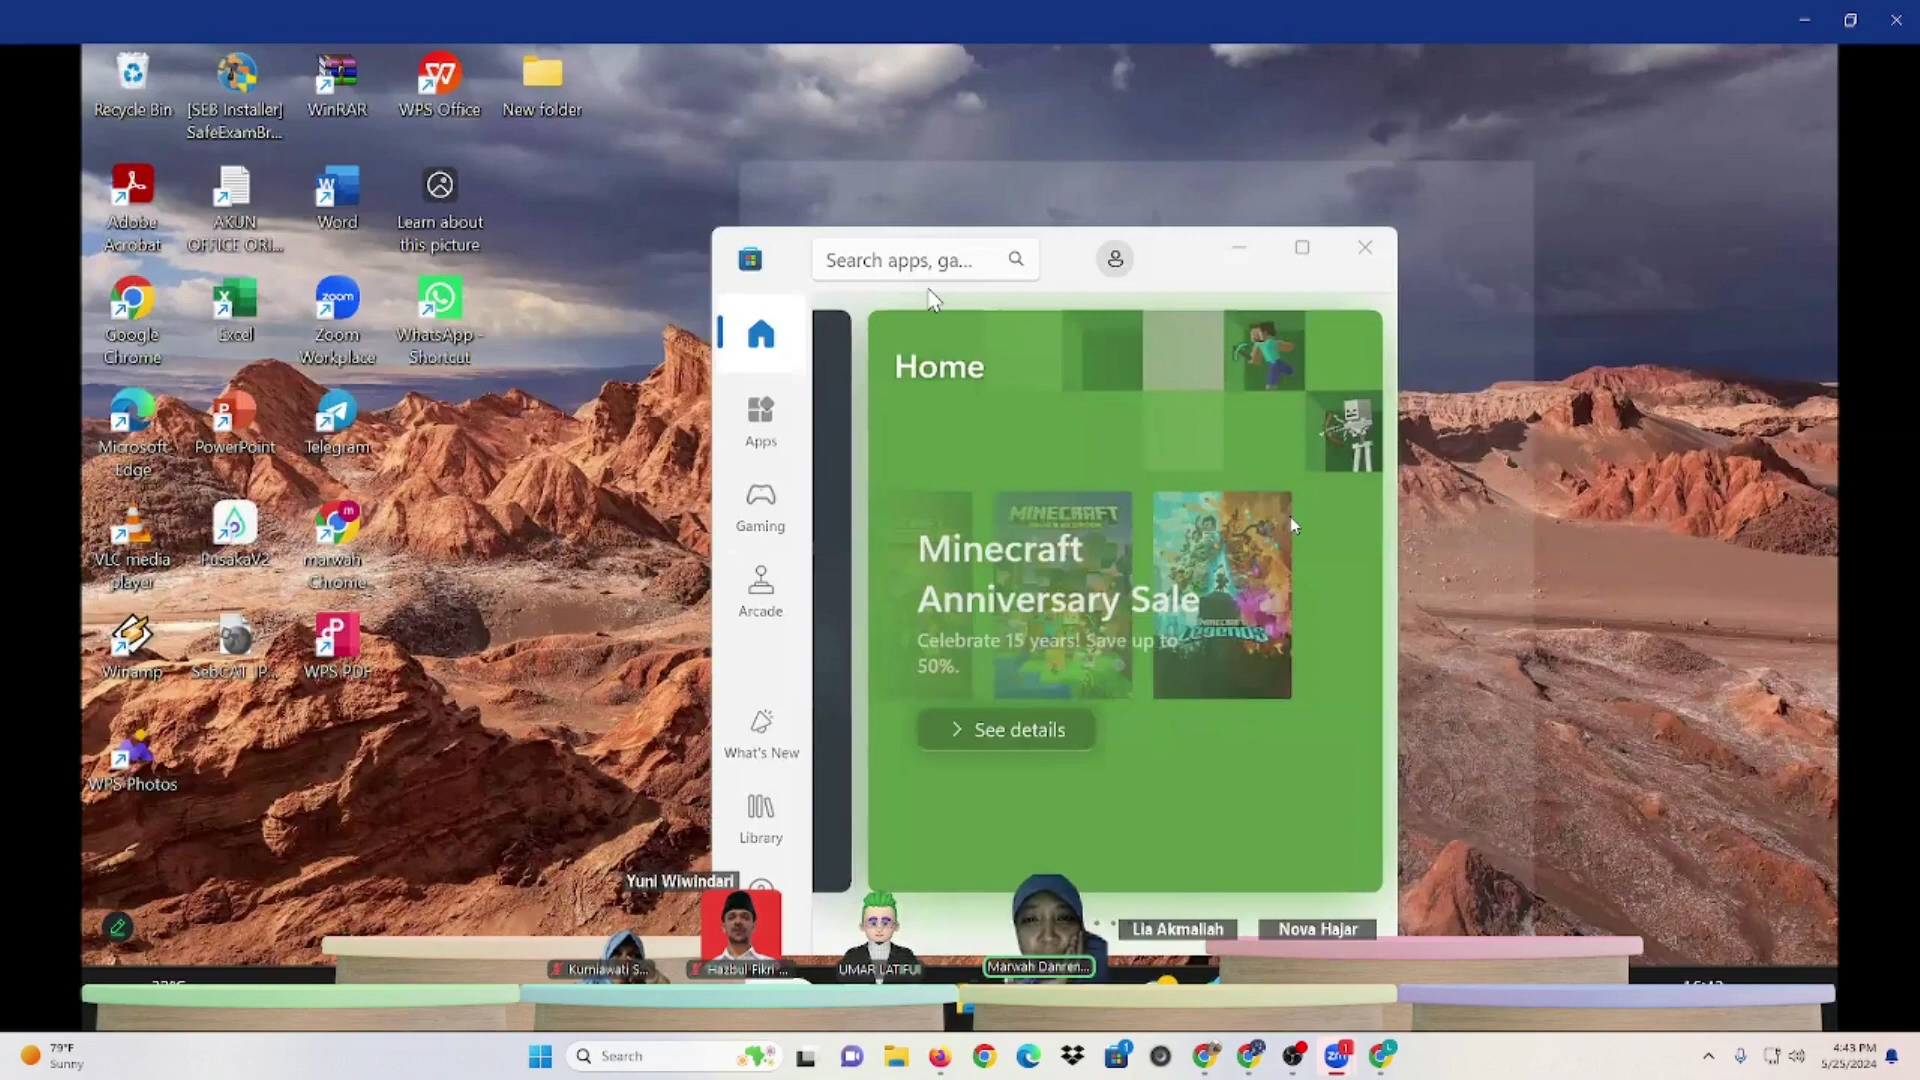 Recycle Bin
[SEB Installer]
SafeExamBr...
WinRAR
WPS Office
New folder
Adobe
Acrobat
AKUN
OFFICE ORI...
Word
Learn about
this picture
Google
Chrome
Excel
Zoom
Workplace
WhatsApp -
Shortcut
Microsoft
Edge
PowerPoint
Telegram
VLC media
player
PusakaV2
marwah -
Chrome
Winamp
WPS PDF
WPS Photos
Search apps, ga...
Home
Apps
Gaming
Arcade
What's New
Library
Home
MINECRAFT
Minecraft
Anniversary Sale
Celebrate 15 years! Save up to
50%.
See details
MINECRAFT
LEGENDS
Yuni Wiwindari
Kurniawati S...
Hazbul Fikri ...
UMAR LATIFUL
Marwah Danren...
Lia Akmaliah
Nova Hajar
79°F
Sunny
Search
4:43 PM
5/25/2024